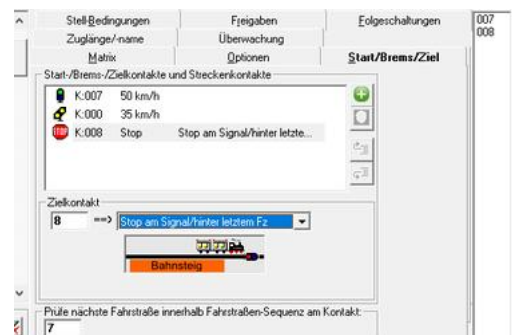 Stell-Bedingungen Freigaben Folgeschaltungen
Zuglänge/-name Überwachung
Matrix Optionen Start/Brems/Ziel
007
008
Start-/Brems-/Zielkontakte und Streckenkontakte
K:007 50 km/h
K:000 35 km/h
STOP K:008 Stop Stop am Signal/hinter letzte...
Zielkontakt
8 ==> Stop am Signal/hinter letztem Fz
Bahnsteig
Prüfe nächste Fahrstraße innerhalb Fahrstraßen-Sequenz am Kontakt:
7